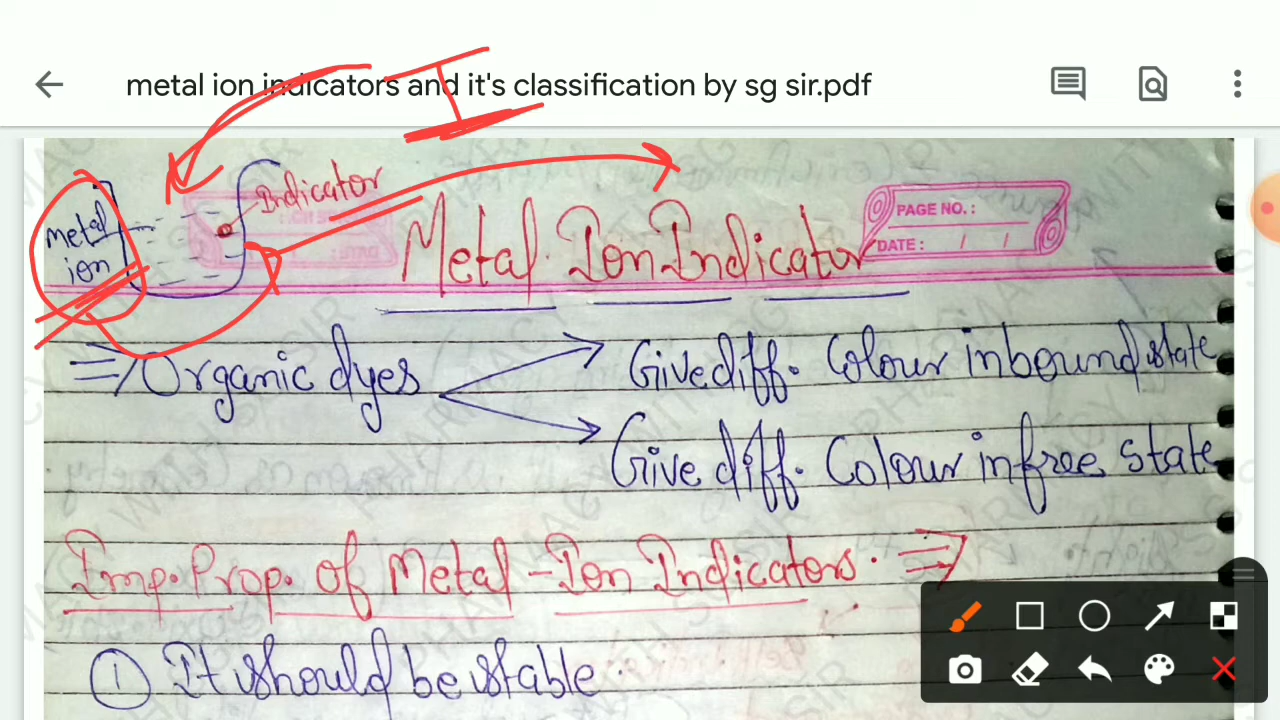 metal ion indicators and it's classification by sg sir.pdf
I
Indicator
metal
ion
PAGE NO.:
DATE: / /
Metal Ion Indicator
⇒ Organic dyes
Give diff. Colour in bound state
Give diff. Colour in free state
Imp. Prop. of Metal-Ion Indicators. ⇒
① It should be stable.